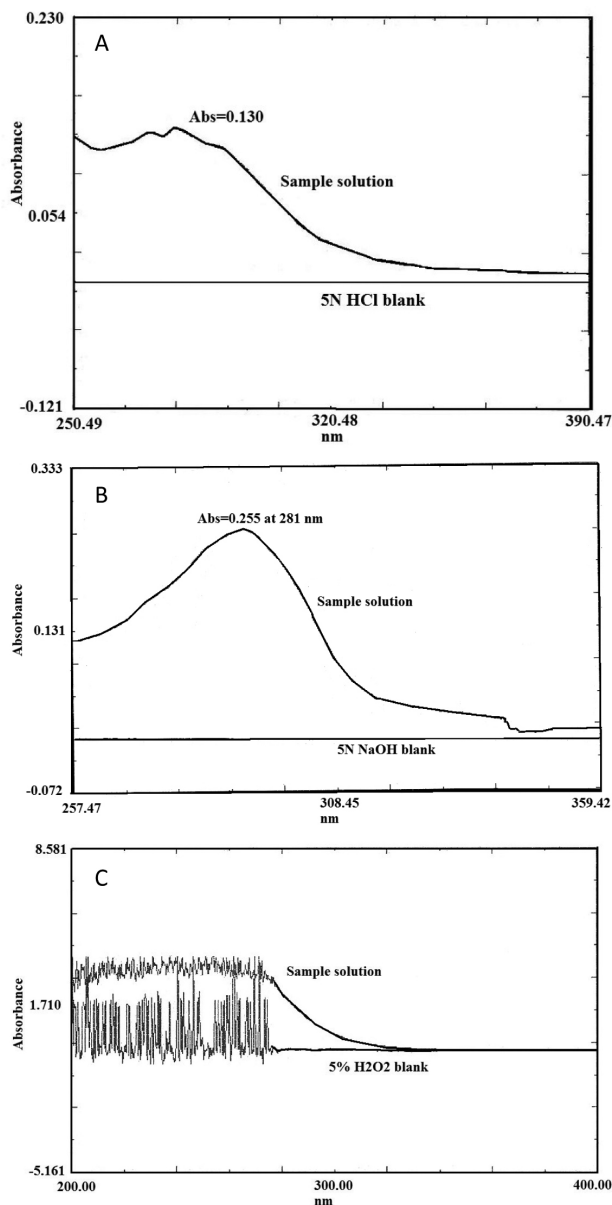 0.230
A
Abs=0.130
Absorbance
Sample solution
0.054
5N HCl blank
-0.121
250.49
320.48
390.47
nm
0.333
B
Abs=0.255 at 281 nm
Absorbance
Sample solution
0.131
5N NaOH blank
-0.072
257.47
308.45
359.42
nm
8.581
C
Sample solution
Absorbance
1.710
5% H2O2 blank
-5.161
200.00
300.00
400.00
nm